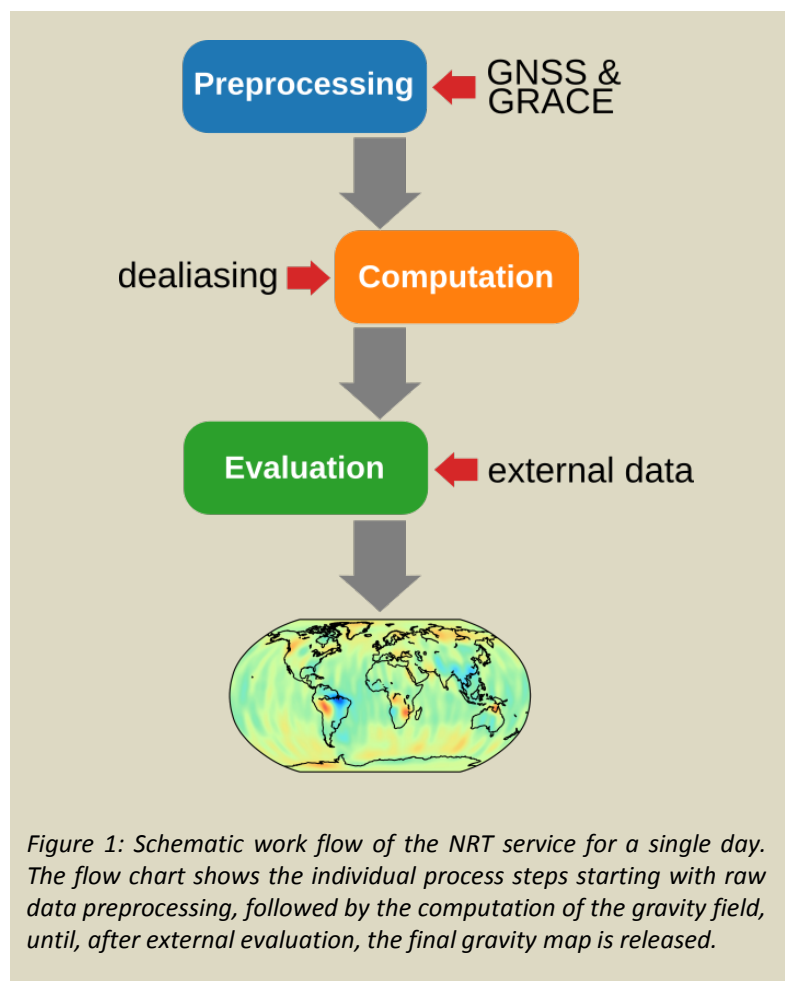 Preprocessing
GNSS &
GRACE
dealiasing
Computation
Evaluation
external data
Figure 1: Schematic work flow of the NRT service for a single day.
The flow chart shows the individual process steps starting with raw
data preprocessing, followed by the computation of the gravity field,
until, after external evaluation, the final gravity map is released.